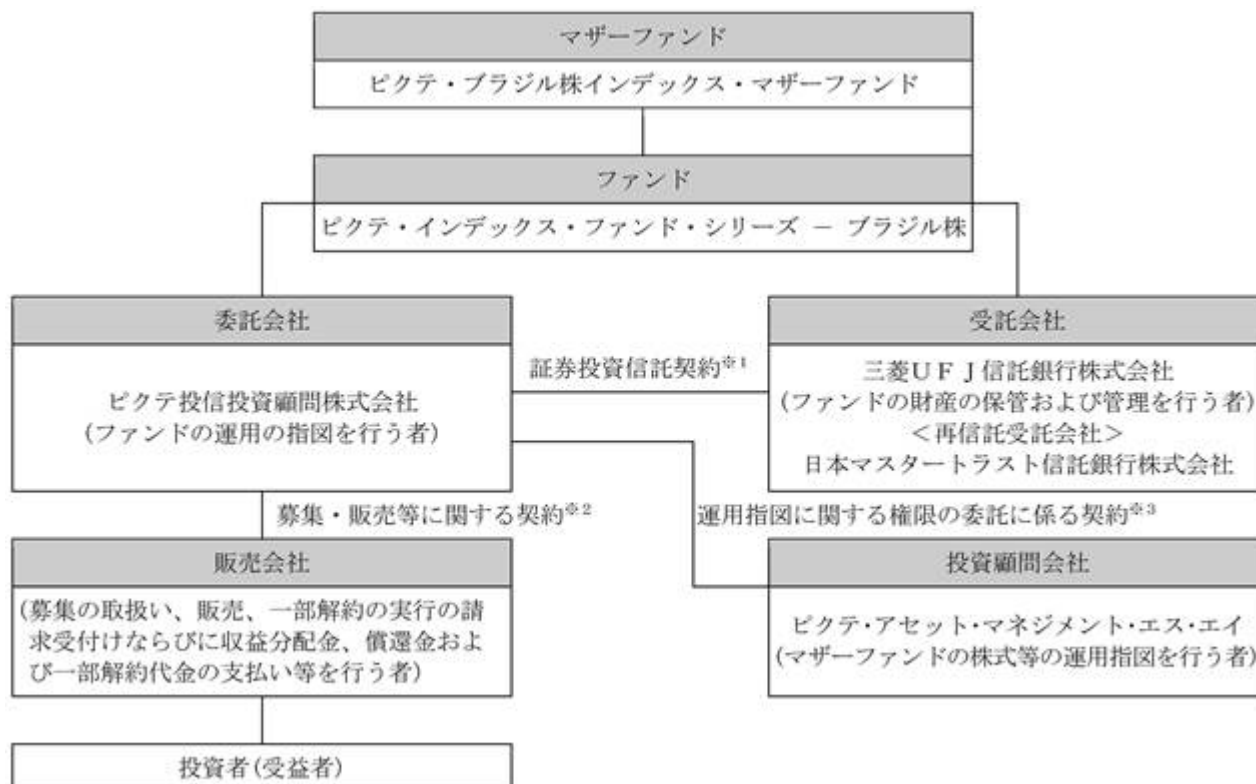 マザーファンド
ピクテ・ブラジル株インデックス・マザーファンド
ファンド
ピクテ・インデックス・ファンド・シリーズ － ブラジル株
委託会社
ピクテ投信投資顧問株式会社
(ファンドの運用の指図を行う者)
証券投資信託契約※1
受託会社
三菱ＵＦＪ信託銀行株式会社
(ファンドの財産の保管および管理を行う者)
＜再信託受託会社＞
日本マスタートラスト信託銀行株式会社
募集・販売等に関する契約※2
運用指図に関する権限の委託に係る契約※3
販売会社
(募集の取扱い、販売、一部解約の実行の請
求受付けならびに収益分配金、償還金およ
び一部解約代金の支払い等を行う者)
投資顧問会社
ピクテ・アセット・マネジメント・エス・エイ
(マザーファンドの株式等の運用指図を行う者)
投資者(受益者)